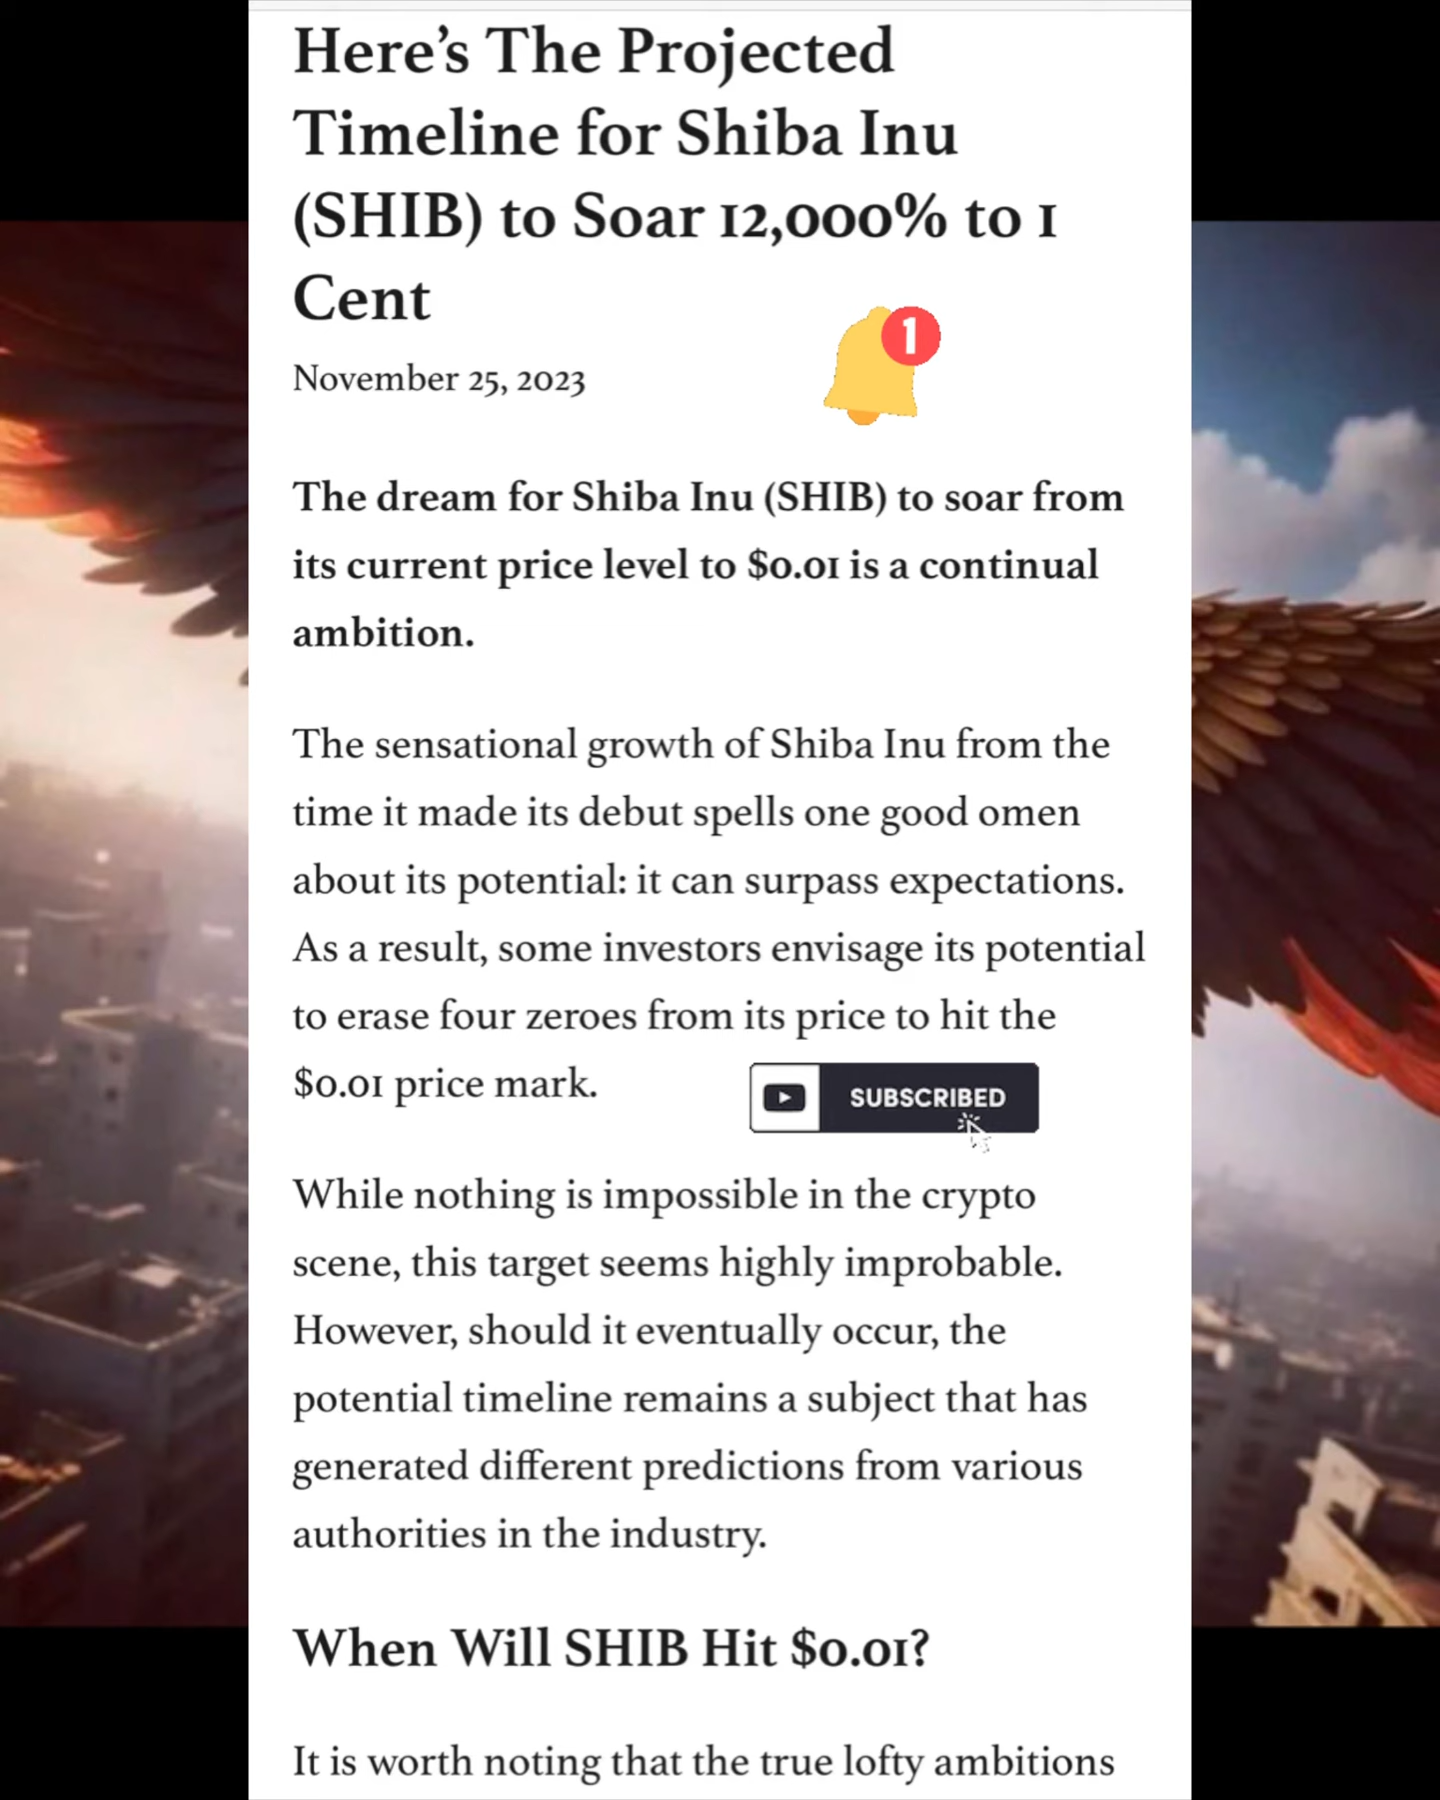 Here’s The Projected
Timeline for Shiba Inu
(SHIB) to Soar 12,000% to 1
Cent
1
November 25, 2023
The dream for Shiba Inu (SHIB) to soar from
its current price level to $0.01 is a continual
ambition.
The sensational growth of Shiba Inu from the
time it made its debut spells one good omen
about its potential: it can surpass expectations.
As a result, some investors envisage its potential
to erase four zeroes from its price to hit the
$0.01 price mark.
SUBSCRIBED
While nothing is impossible in the crypto
scene, this target seems highly improbable.
However, should it eventually occur, the
potential timeline remains a subject that has
generated different predictions from various
authorities in the industry.
When Will SHIB Hit $0.01?
It is worth noting that the true lofty ambitions